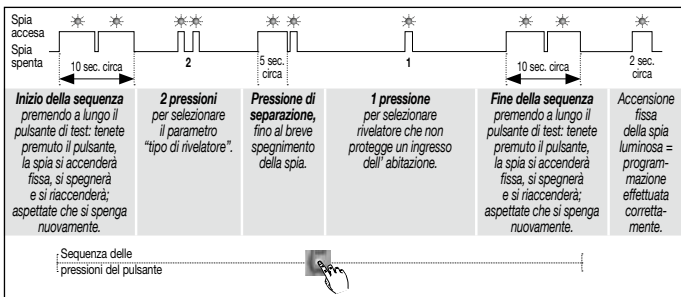 Spia
accesa
Spia
spenta
10 sec. circa
2
5 sec.
circa
1
10 sec. circa
2 sec.
circa
Inizio della sequenza
premendo a lungo il
pulsante di test: tenete
premuto il pulsante,
la spia si accenderà
fissa, si spegnerà
e si riaccenderà;
aspettate che si spenga
nuovamente.
2 pressioni
per selezionare
il parametro
“tipo di rivelatore”.
Pressione di
separazione,
fino al breve
spegnimento
della spia.
1 pressione
per selezionare
rivelatore che non
protegge un ingresso
dell’ abitazione.
Fine della sequenza
premendo a lungo il
pulsante di test: tenete
premuto il pulsante,
la spia si accenderà
fissa, si spegnerà
e si riaccenderà;
aspettate che si spenga
nuovamente.
Accensione
fissa
della spia
luminosa =
program-
mazione
effettuata
corretta-
mente.
Sequenza delle
pressioni del pulsante